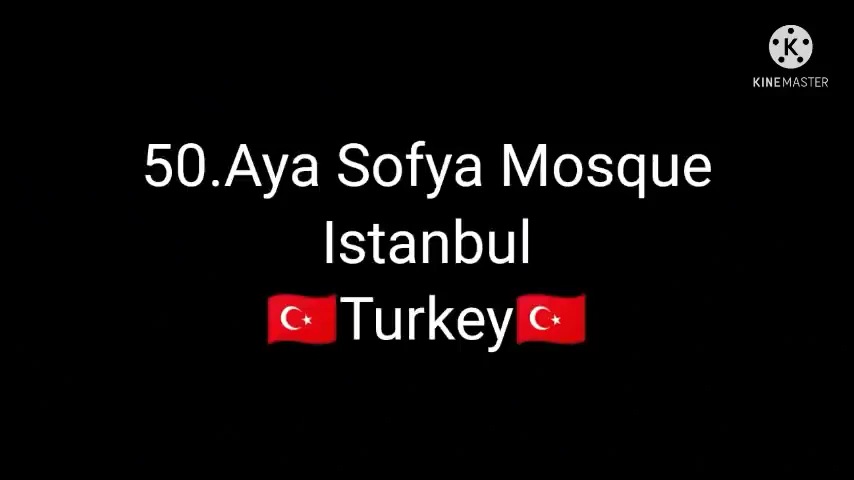 K
KINEMASTER
50.Aya Sofya Mosque
Istanbul
🇹🇷Turkey🇹🇷